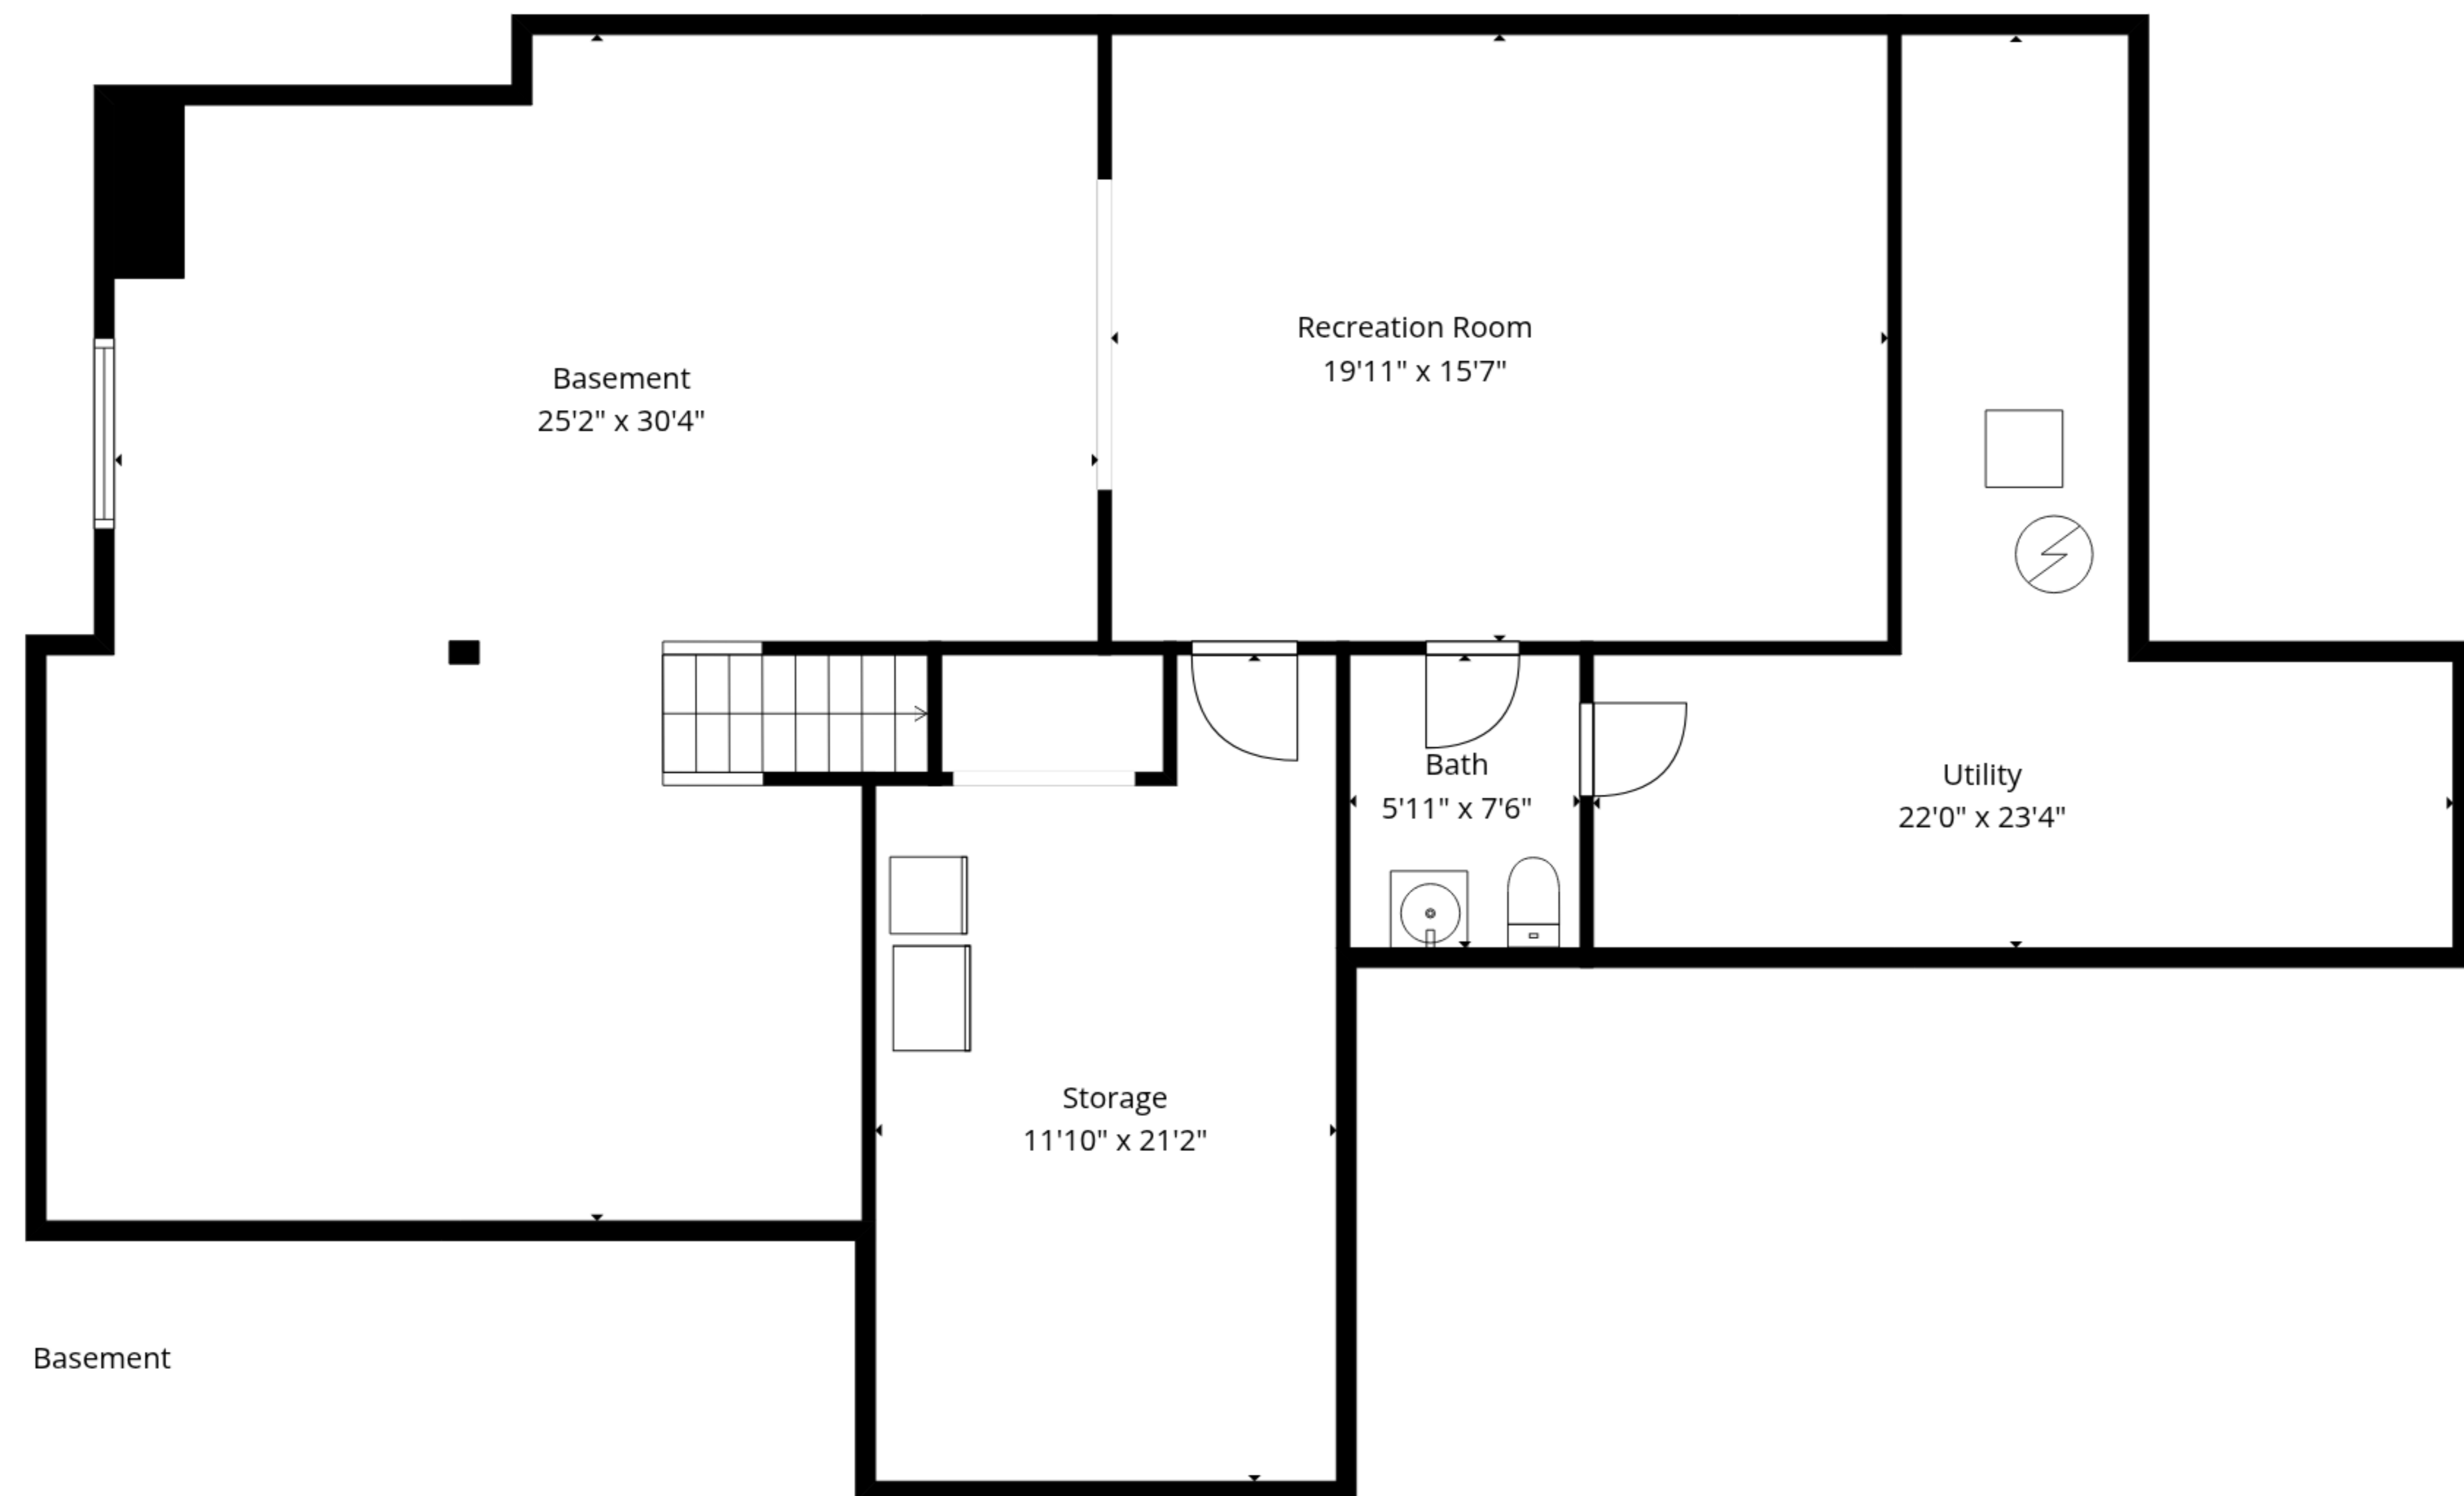 Recreation Room
19'11" x 15'7"
Basement
25'2" x 30'4"
Bath
5'11" x 7'6"
Utility
22'0" x 23'4"
Storage
11'10" x 21'2"
Basement